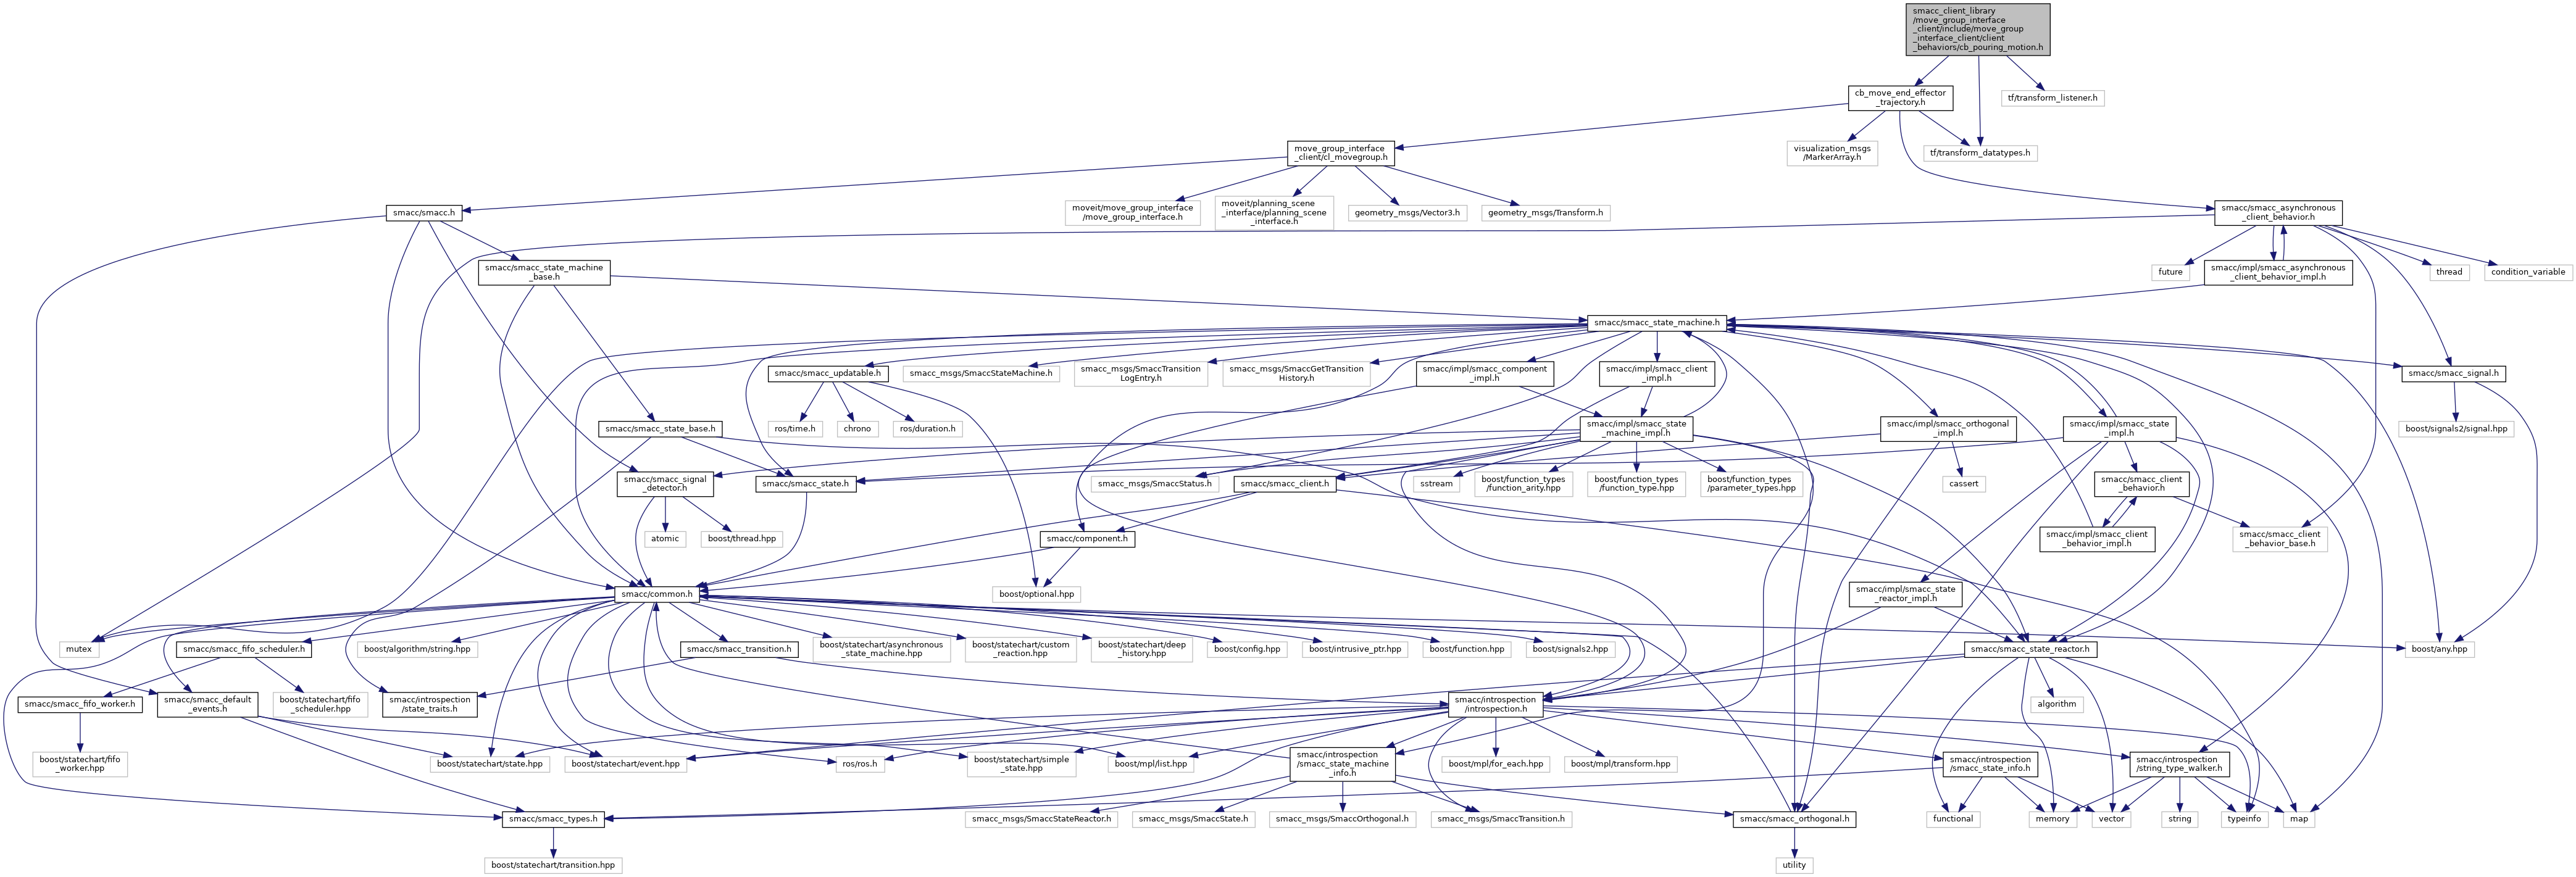 smacc_client_library
/move_group_interface
_client/include/move_group
_interface_client/client
_behaviors/cb_pouring_motion.h
cb_move_end_effector
_trajectory.h
tf/transform_listener.h
move_group_interface
_client/cl_movegroup.h
visualization_msgs
/MarkerArray.h
tf/transform_datatypes.h
smacc/smacc.h
moveit/move_group_interface
/move_group_interface.h
moveit/planning_scene
_interface/planning_scene
_interface.h
geometry_msgs/Vector3.h
geometry_msgs/Transform.h
smacc/smacc_asynchronous
_client_behavior.h
smacc/smacc_state_machine
_base.h
future
smacc/impl/smacc_asynchronous
_client_behavior_impl.h
thread
condition_variable
smacc/smacc_state_machine.h
smacc/smacc_updatable.h
smacc_msgs/SmaccStateMachine.h
smacc_msgs/SmaccTransition
LogEntry.h
smacc_msgs/SmaccGetTransition
History.h
smacc/impl/smacc_component
_impl.h
smacc/impl/smacc_client
_impl.h
smacc/smacc_signal.h
ros/time.h
chrono
ros/duration.h
smacc/smacc_state_base.h
smacc/impl/smacc_state
_machine_impl.h
smacc/impl/smacc_orthogonal
_impl.h
smacc/impl/smacc_state
_impl.h
boost/signals2/signal.hpp
smacc/smacc_signal
_detector.h
smacc/smacc_state.h
smacc_msgs/SmaccStatus.h
smacc/smacc_client.h
sstream
boost/function_types
/function_arity.hpp
boost/function_types
/function_type.hpp
boost/function_types
/parameter_types.hpp
cassert
smacc/smacc_client
_behavior.h
atomic
boost/thread.hpp
smacc/component.h
smacc/impl/smacc_client
_behavior_impl.h
smacc/smacc_client
_behavior_base.h
smacc/common.h
boost/optional.hpp
smacc/impl/smacc_state
_reactor_impl.h
mutex
smacc/smacc_fifo_scheduler.h
boost/algorithm/string.hpp
smacc/smacc_transition.h
boost/statechart/asynchronous
_state_machine.hpp
boost/statechart/custom
_reaction.hpp
boost/statechart/deep
_history.hpp
boost/config.hpp
boost/intrusive_ptr.hpp
boost/function.hpp
boost/signals2.hpp
smacc/smacc_state_reactor.h
boost/any.hpp
smacc/smacc_fifo_worker.h
smacc/smacc_default
_events.h
boost/statechart/fifo
_scheduler.hpp
smacc/introspection
/state_traits.h
smacc/introspection
/introspection.h
algorithm
boost/statechart/fifo
_worker.hpp
boost/statechart/state.hpp
boost/statechart/event.hpp
ros/ros.h
boost/statechart/simple
_state.hpp
boost/mpl/list.hpp
smacc/introspection
/smacc_state_machine
_info.h
boost/mpl/for_each.hpp
boost/mpl/transform.hpp
smacc/introspection
/smacc_state_info.h
smacc/introspection
/string_type_walker.h
smacc/smacc_types.h
smacc_msgs/SmaccStateReactor.h
smacc_msgs/SmaccState.h
smacc_msgs/SmaccOrthogonal.h
smacc_msgs/SmaccTransition.h
smacc/smacc_orthogonal.h
functional
memory
vector
string
typeinfo
map
boost/statechart/transition.hpp
utility